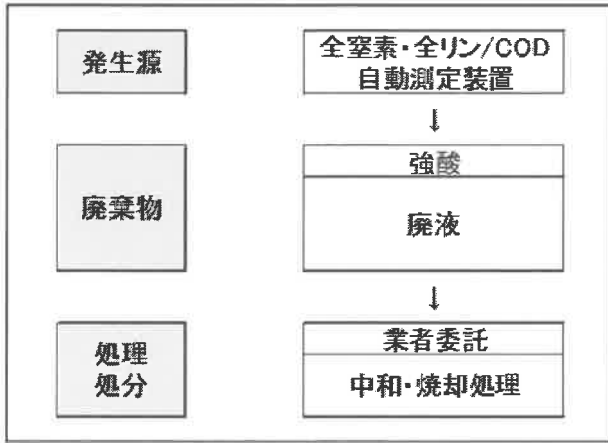 発生源
全窒素・全リン/COD
自動測定装置
↓
廃棄物
強酸
廃液
↓
処理
処分
業者委託
中和・焼却処理